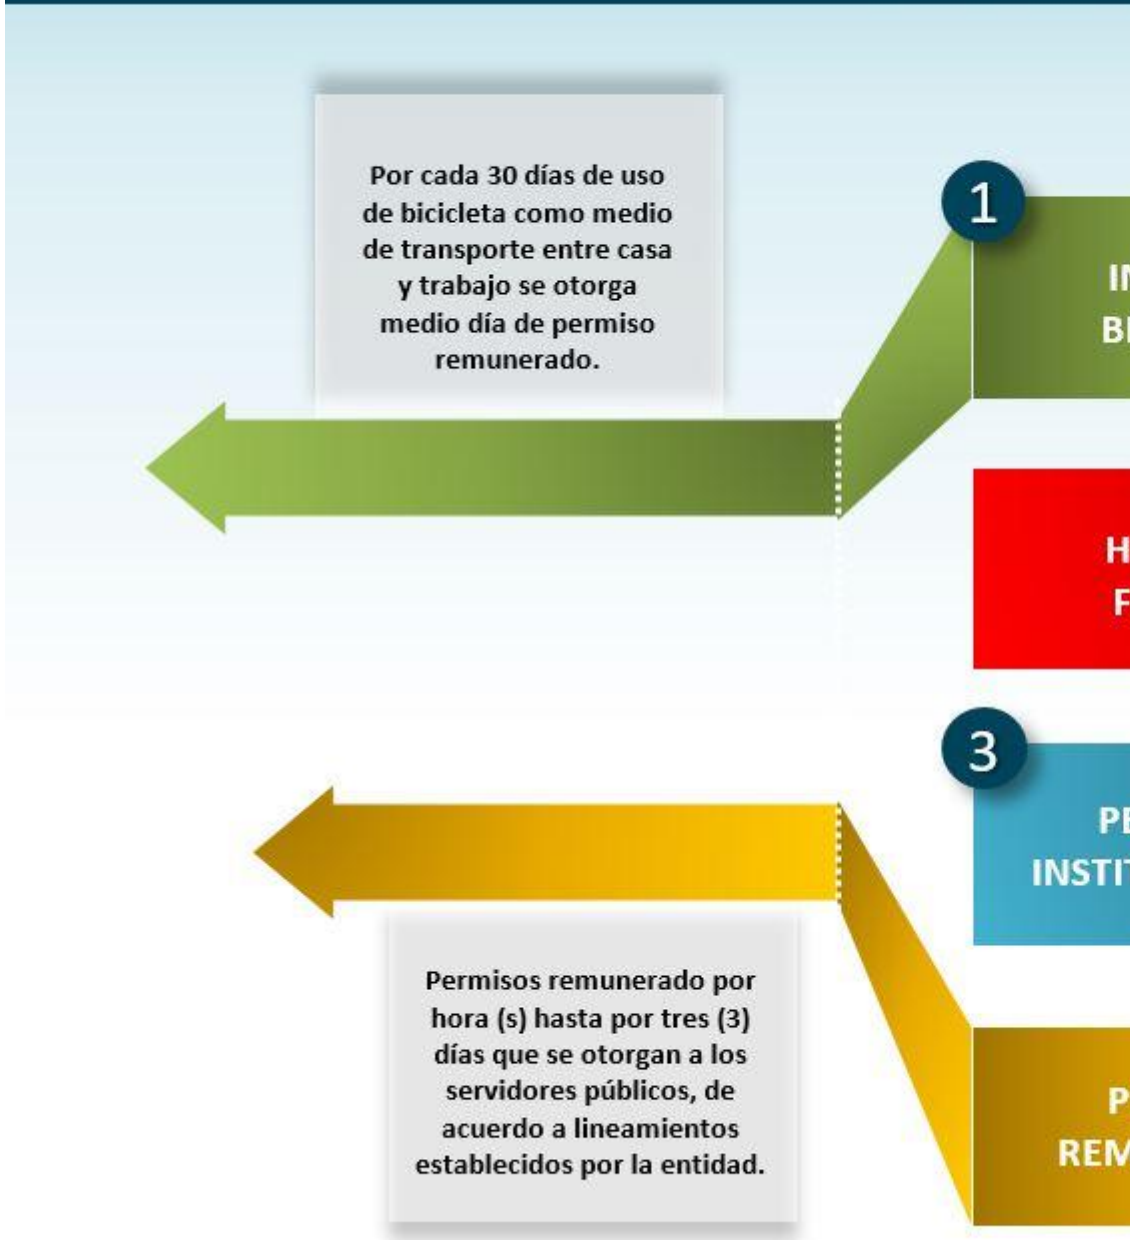 Por cada 30 días de uso
de bicicleta como medio
de transporte entre casa
y trabajo se otorga
medio día de permiso
remunerado.
1
3
Permisos remunerado por
hora (s) hasta por tres (3)
días que se otorgan a los
servidores públicos, de
acuerdo a lineamientos
establecidos por la entidad.